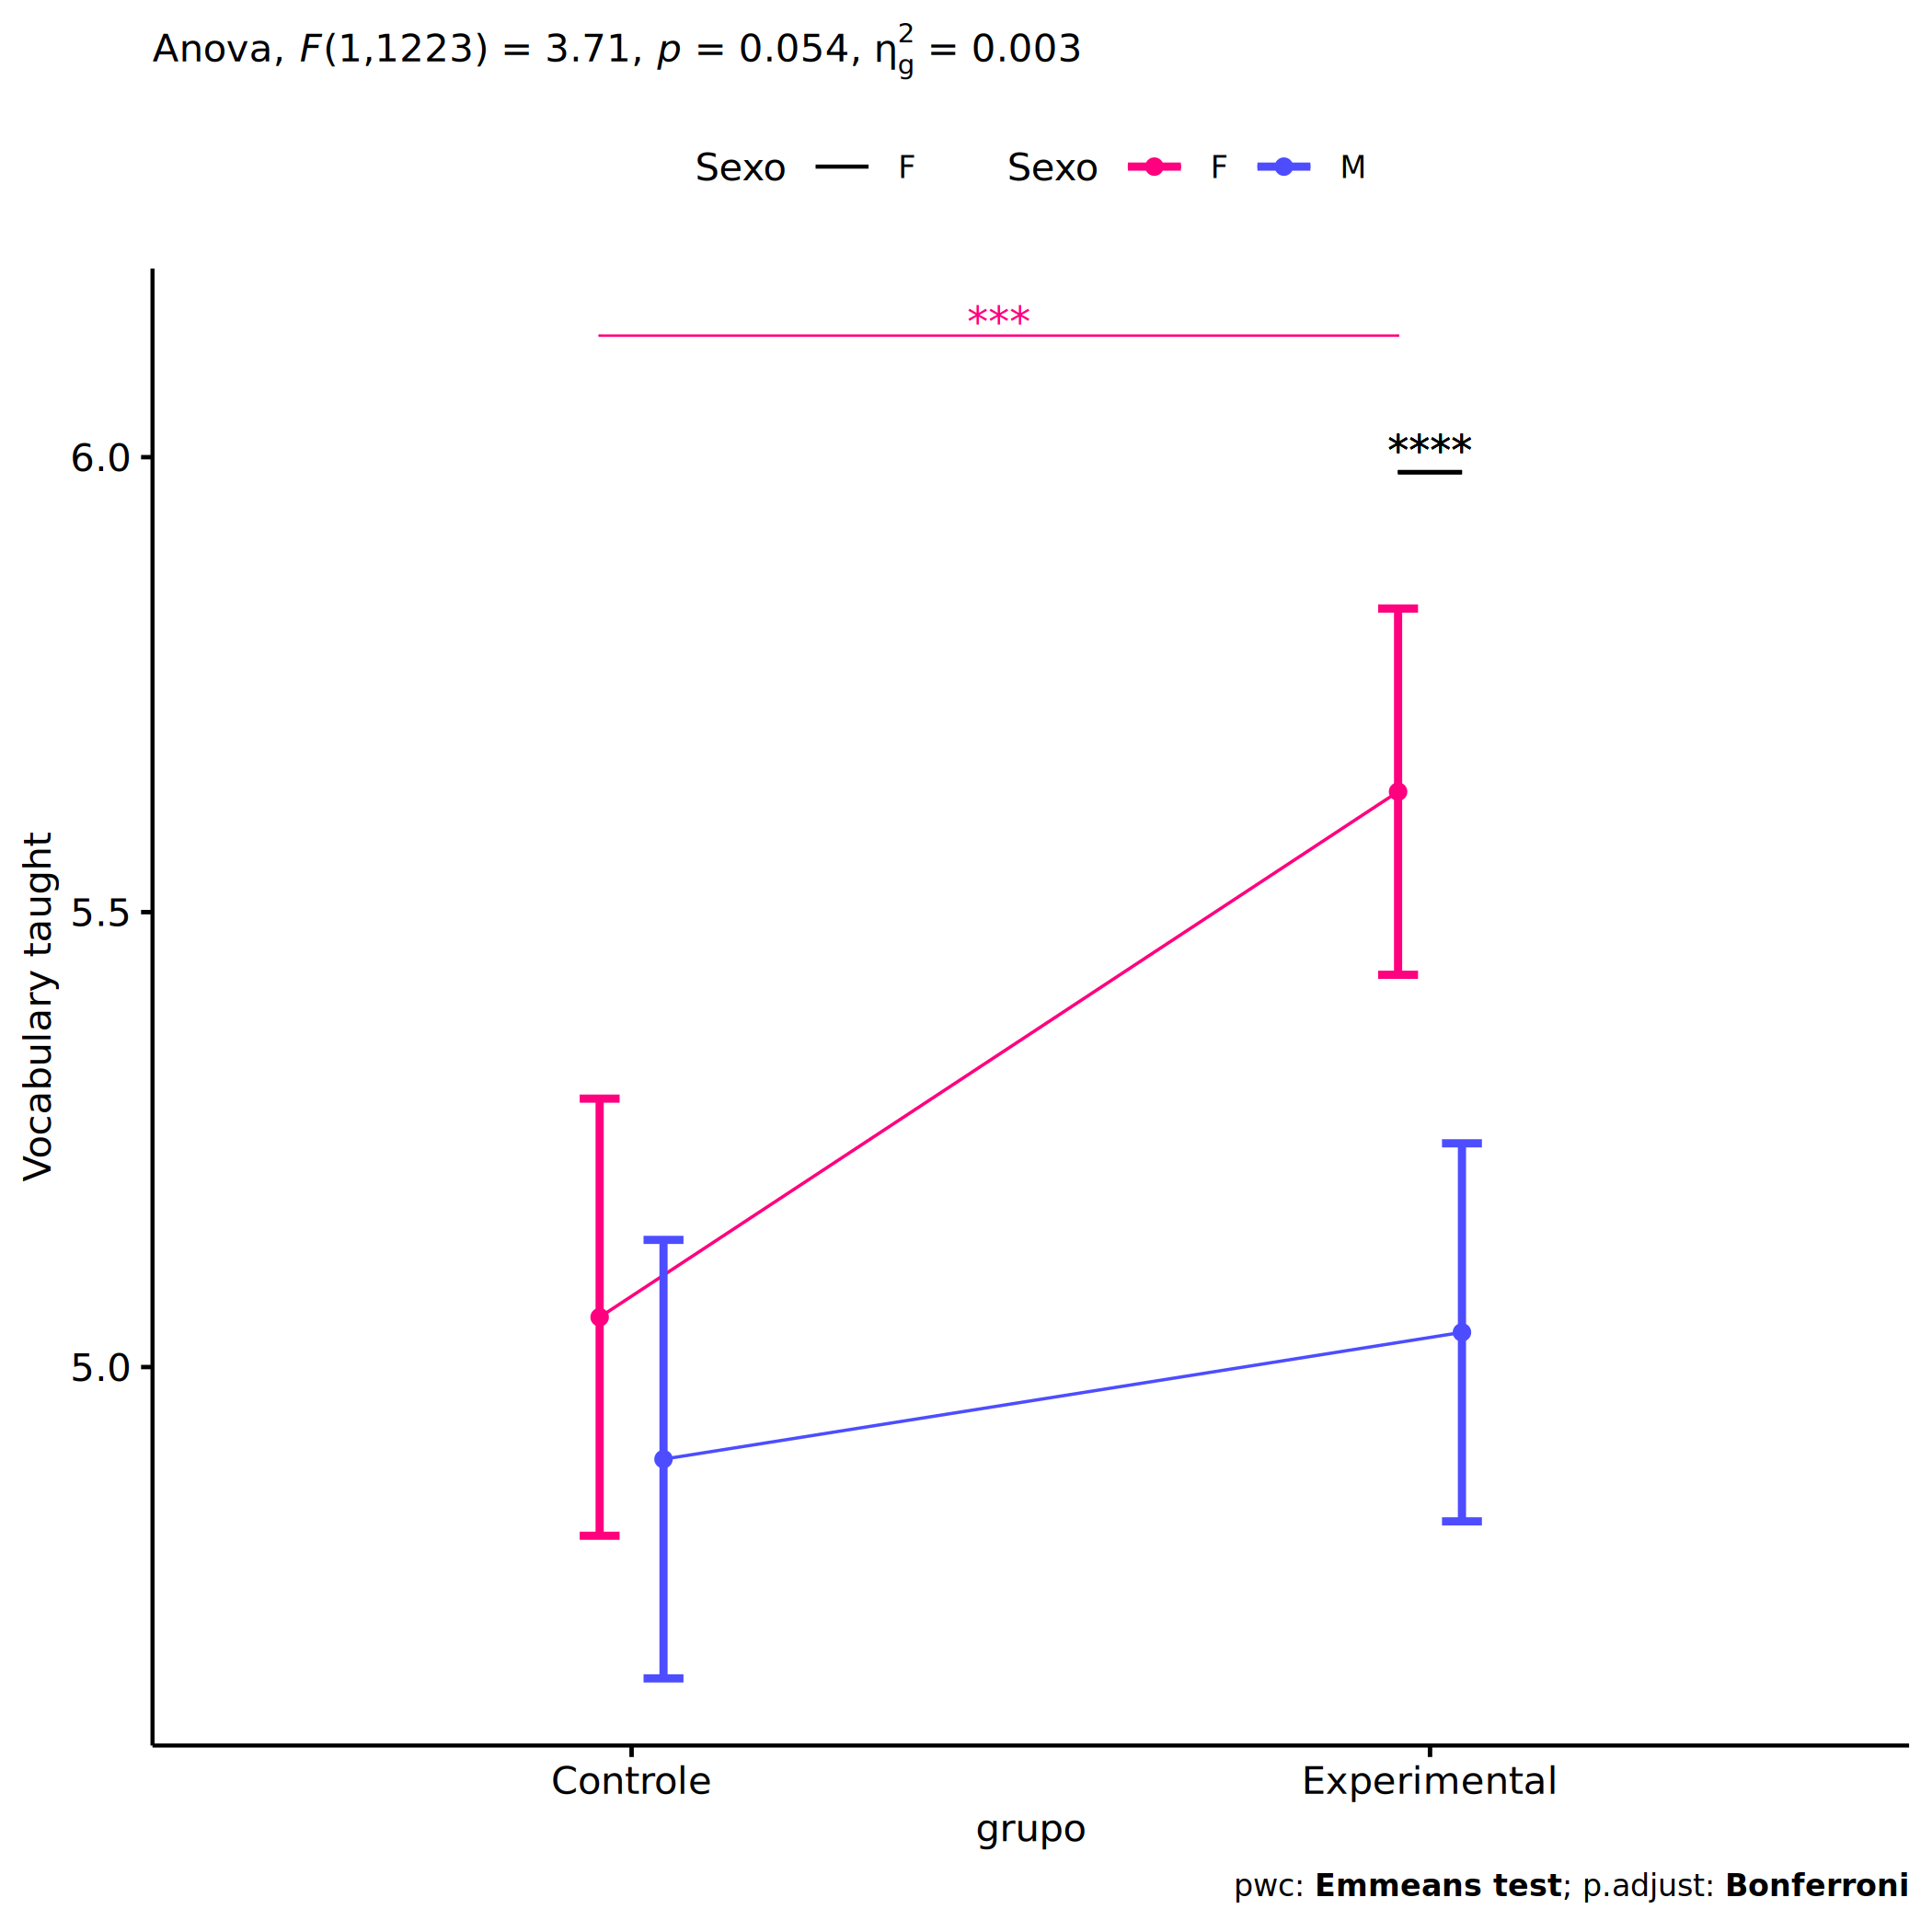 Anova, F(1,1223) = 3.71, p = 0.054, η²g = 0.003
Sexo F Sexo F M
***
****
6.0
5.5
5.0
Vocabulary taught
Controle Experimental
grupo
pwc: Emmeans test; p.adjust: Bonferroni